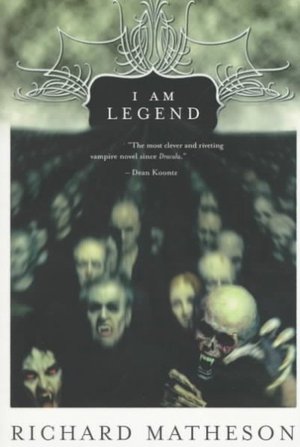 I AM
LEGEND
"The most clever and riveting
vampire novel since Dracula."
– Dean Koontz
RICHARD MATHESON